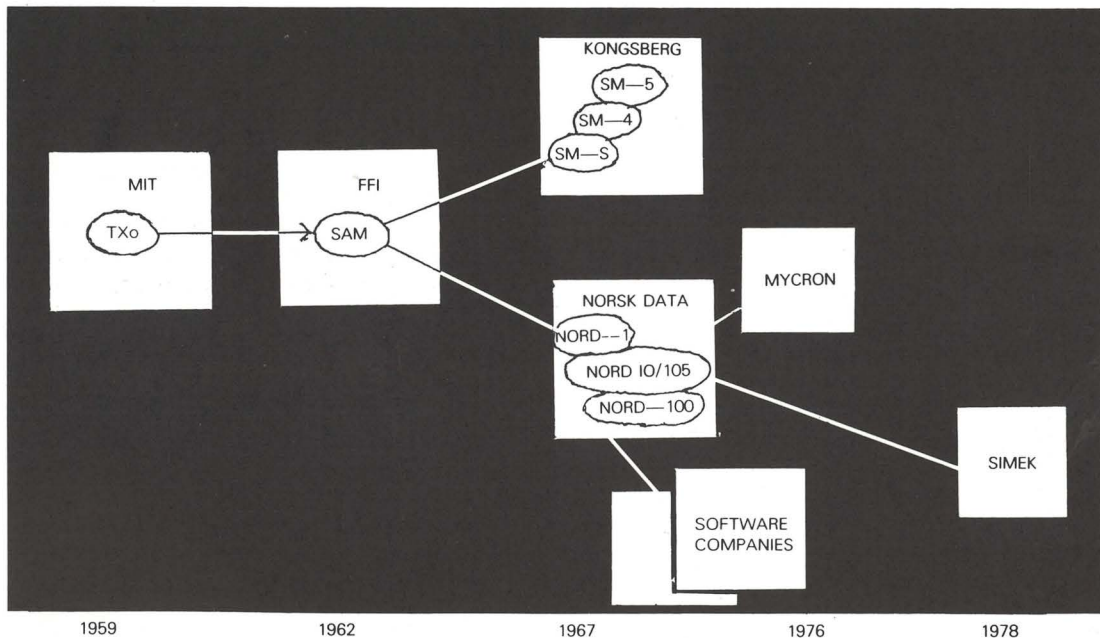 KONGSBERG
SM—5
SM—4
SM—S
MIT
TXo
FFI
SAM
NORSK DATA
NORD--1
NORD IO/105
NORD—100
MYCRON
SIMEK
SOFTWARE
COMPANIES
1959
1962
1967
1976
1978